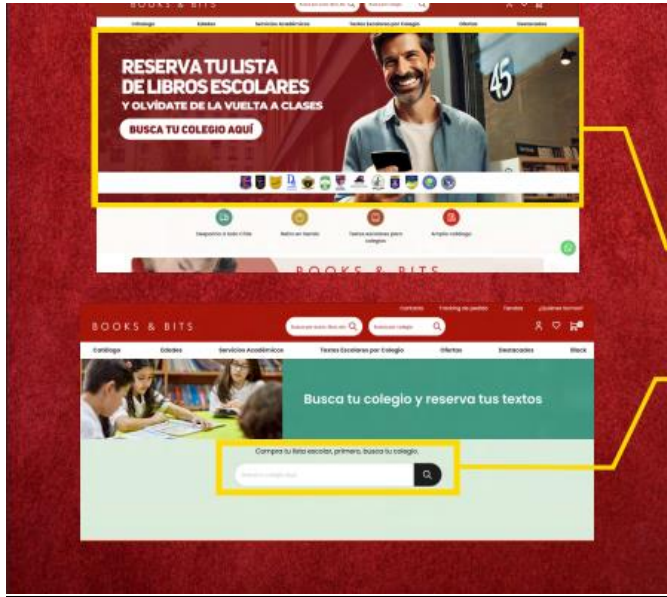 BOOKS & BITS
Catálogo Edades Servicios Académicos Textos Escolares por Colegio Ofertas Destacados
RESERVA TU LISTA
DE LIBROS ESCOLARES
Y OLVÍDATE DE LA VUELTA A CLASES
BUSCA TU COLEGIO AQUÍ
45
Despacho a todo Chile
Retiro en tienda
Textos escolares para
colegios
Amplio catálogo
BOOKS & BITS
Contacto Tracking de pedido Tiendas ¿Quiénes Somos?
BOOKS & BITS
Catálogo Edades Servicios Académicos Textos Escolares por Colegio Ofertas Destacados Black
Busca tu colegio y reserva tus textos
Compra tu lista escolar, primero, busca tu colegio.